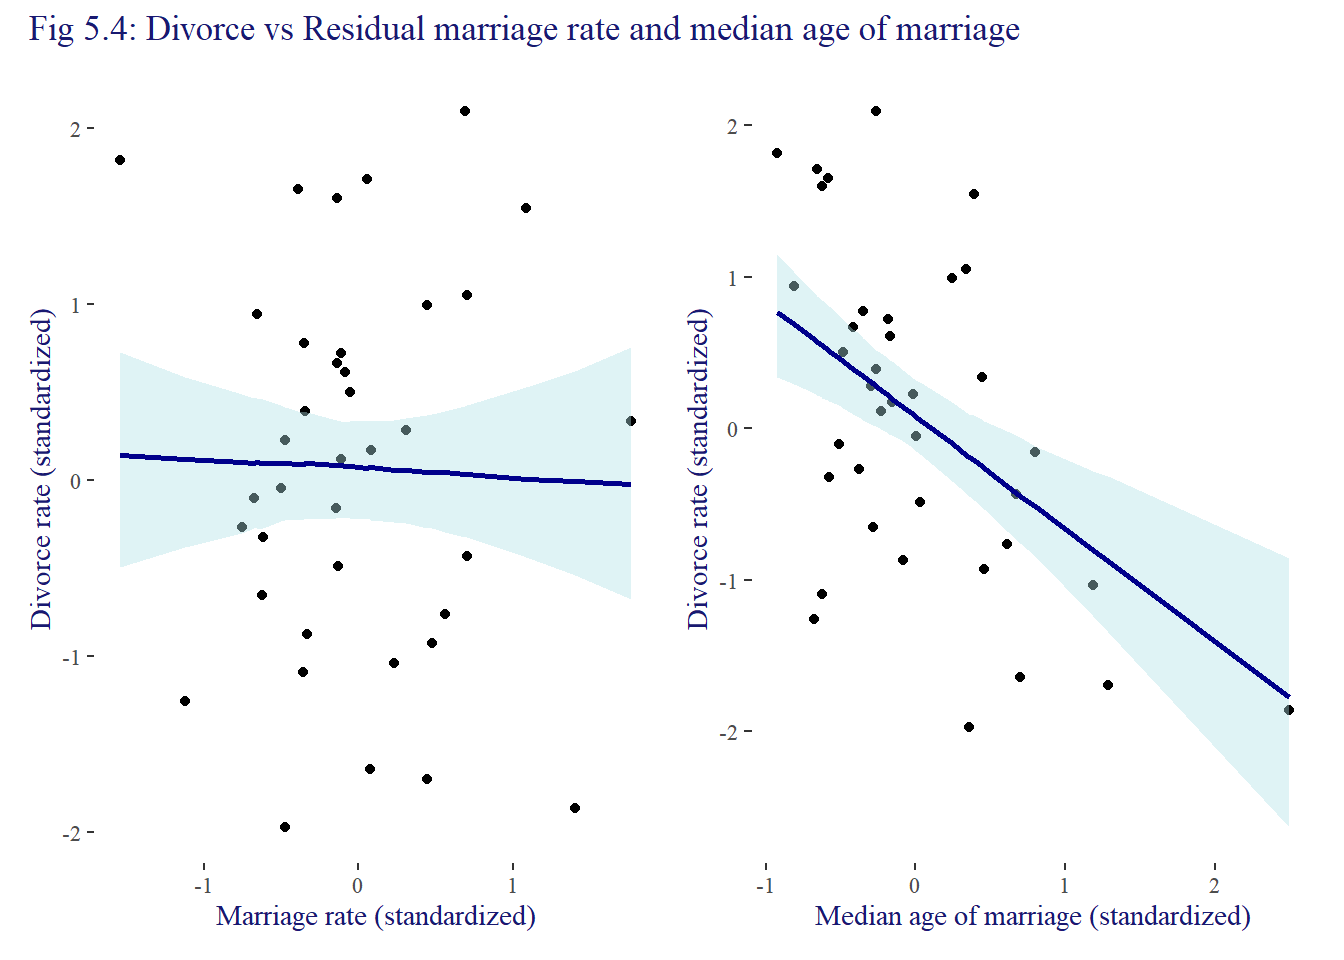 Fig 5.4: Divorce vs Residual marriage rate and median age of marriage
Divorce rate (standardized)
2
1
0
-1
-2
-1 0 1
Marriage rate (standardized)
Divorce rate (standardized)
2
1
0
-1
-2
-1 0 1 2
Median age of marriage (standardized)